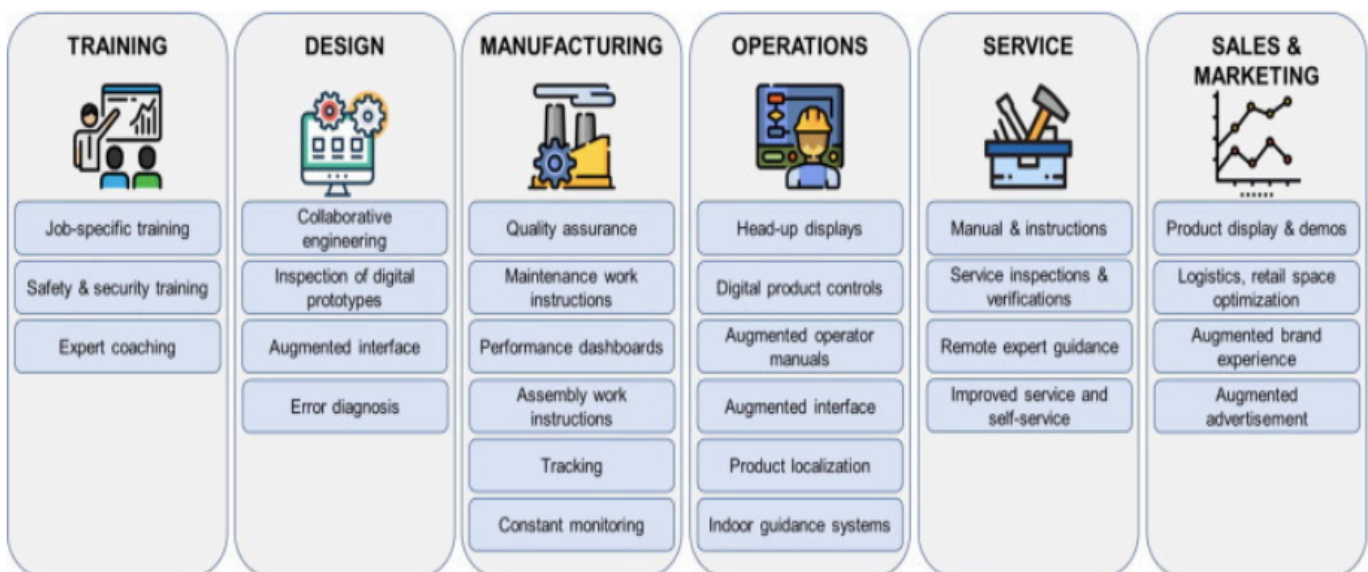 TRAINING
Job-specific training
Safety & security training
Expert coaching
DESIGN
Collaborative
engineering
Inspection of digital
prototypes
Augmented interface
Error diagnosis
MANUFACTURING
Quality assurance
Maintenance work
instructions
Performance dashboards
Assembly work
instructions
Tracking
Constant monitoring
OPERATIONS
Head-up displays
Digital product controls
Augmented operator
manuals
Augmented interface
Product localization
Indoor guidance systems
SERVICE
Manual & instructions
Service inspections &
verifications
Remote expert guidance
Improved service and
self-service
SALES &
MARKETING
Product display & demos
Logistics, retail space
optimization
Augmented brand
experience
Augmented
advertisement